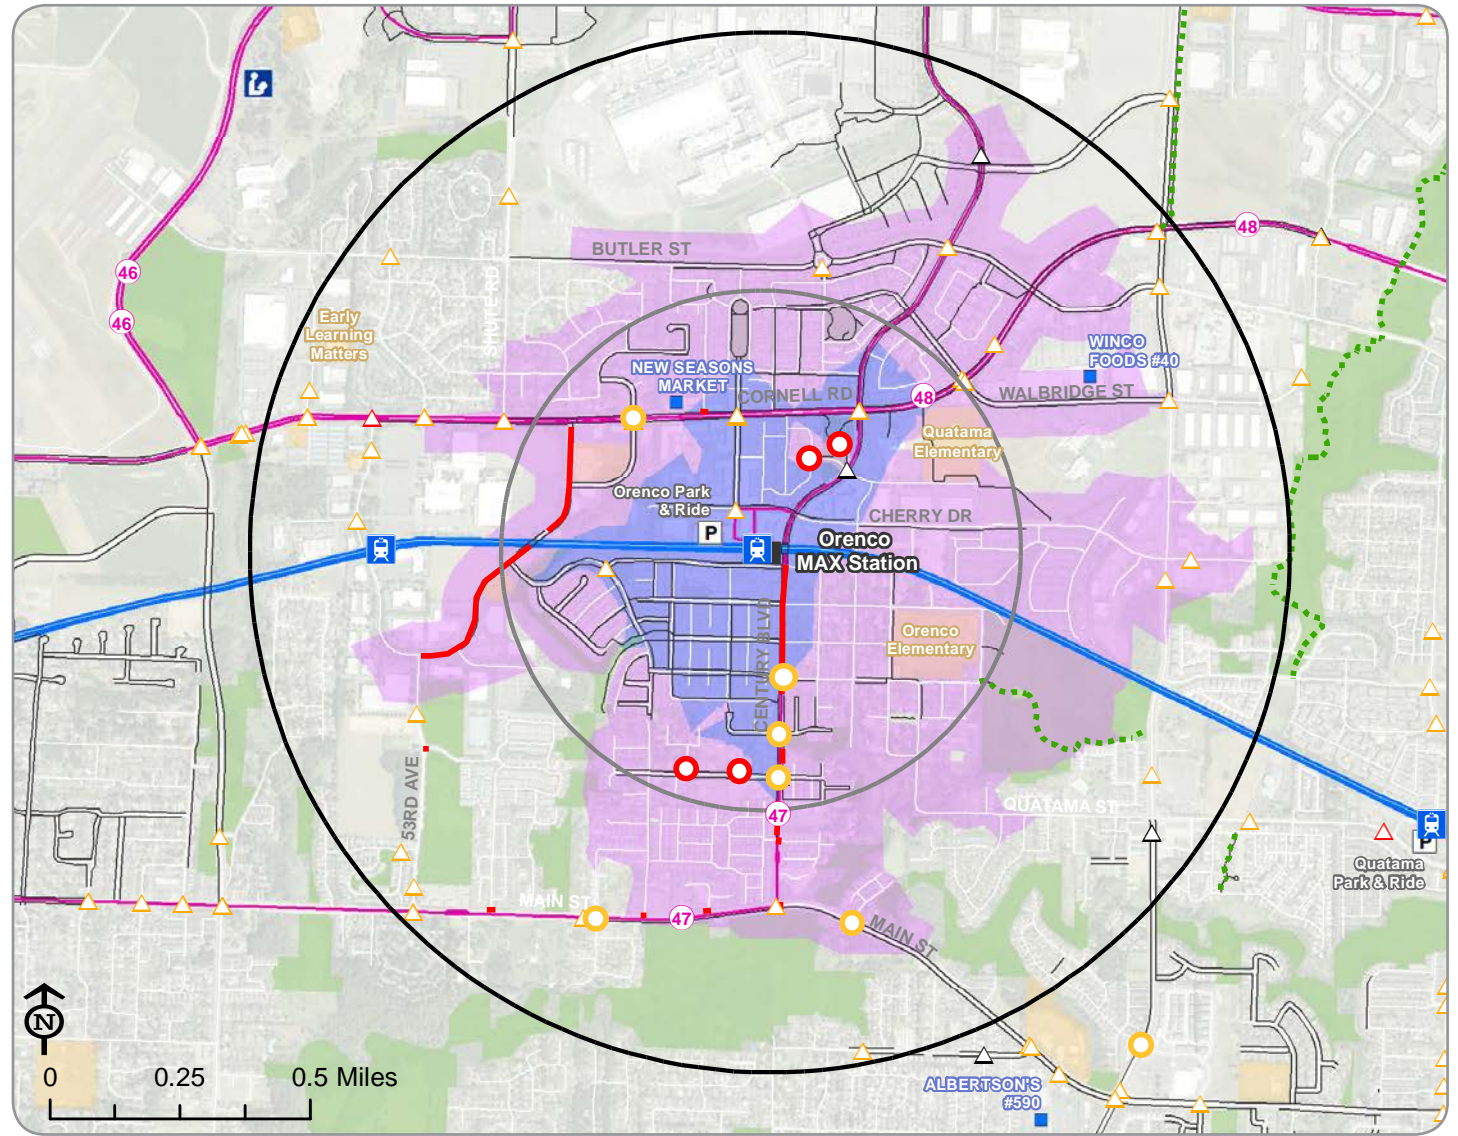 46
48
BUTLER ST
46
SHUTE RD
Early
Learning
Matters
WINCO
FOODS #40
NEW SEASONS
MARKET
CORNELL RD
48
WALBRIDGE ST
Quatama
Elementary
Orenco Park
& Ride
P
CHERRY DR
Orenco
MAX Station
CENTURY BLVD
Orenco
Elementary
53RD AVE
47
QUATAMA ST
P
Quatama
Park & Ride
MAIN ST
47
MAIN ST
N
0 0.25 0.5 Miles
ALBERTSON'S
#590